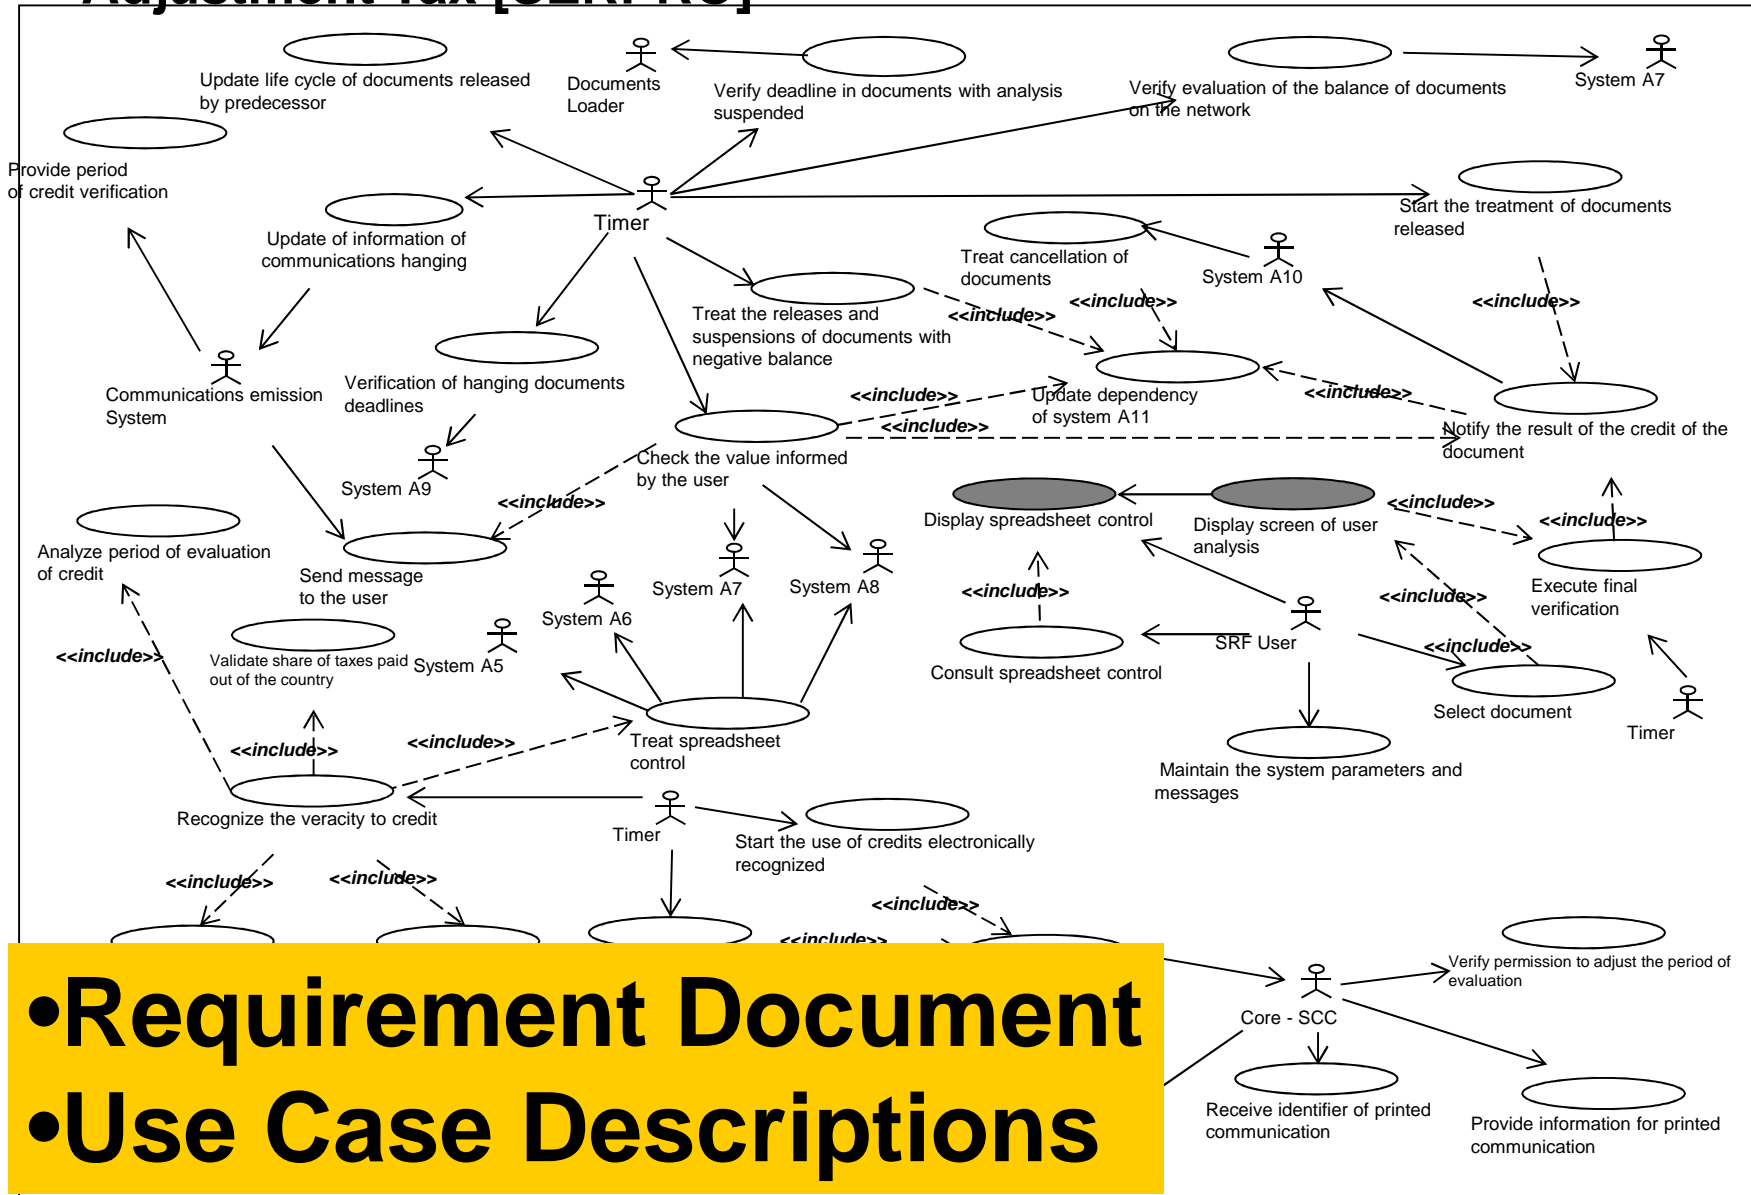 Adjustment Tax [SERPRO]
Update life cycle of documents released
by predecessor
Documents
Loader
Verify deadline in documents with analysis
suspended
Verify evaluation of the balance of documents
on the network
System A7
Provide period
of credit verification
Update of information of
communications hanging
Timer
Treat cancellation of
documents
System A10
Start the treatment of documents
released
<<include>>
<<include>>
<<include>>
Treat the releases and
suspensions of documents with
negative balance
Communications emission
System
Verification of hanging documents
deadlines
<<include>>
<<include>>
Update dependency
of system A11
<<include>>
Notify the result of the credit of the
document
Check the value informed
by the user
System A9
<<include>>
<<include>>
<<include>>
Display spreadsheet control
Display screen of user
analysis
Analyze period of evaluation
of credit
Send message
to the user
System A6
System A7
System A8
<<include>>
<<include>>
Execute final
verification
<<include>>
Validate share of taxes paid
out of the country
System A5
SRF User
<<include>>
Consult spreadsheet control
Select document
Timer
<<include>>
<<include>>
Treat spreadsheet
control
Maintain the system parameters and
messages
Recognize the veracity to credit
Timer
Start the use of credits electronically
recognized
<<include>>
<<include>>
<<include>>
<<include>>
Verify permission to adjust the period of
evaluation
Core - SCC
•Requirement Document
•Use Case Descriptions
Receive identifier of printed
communication
Provide information for printed
communication